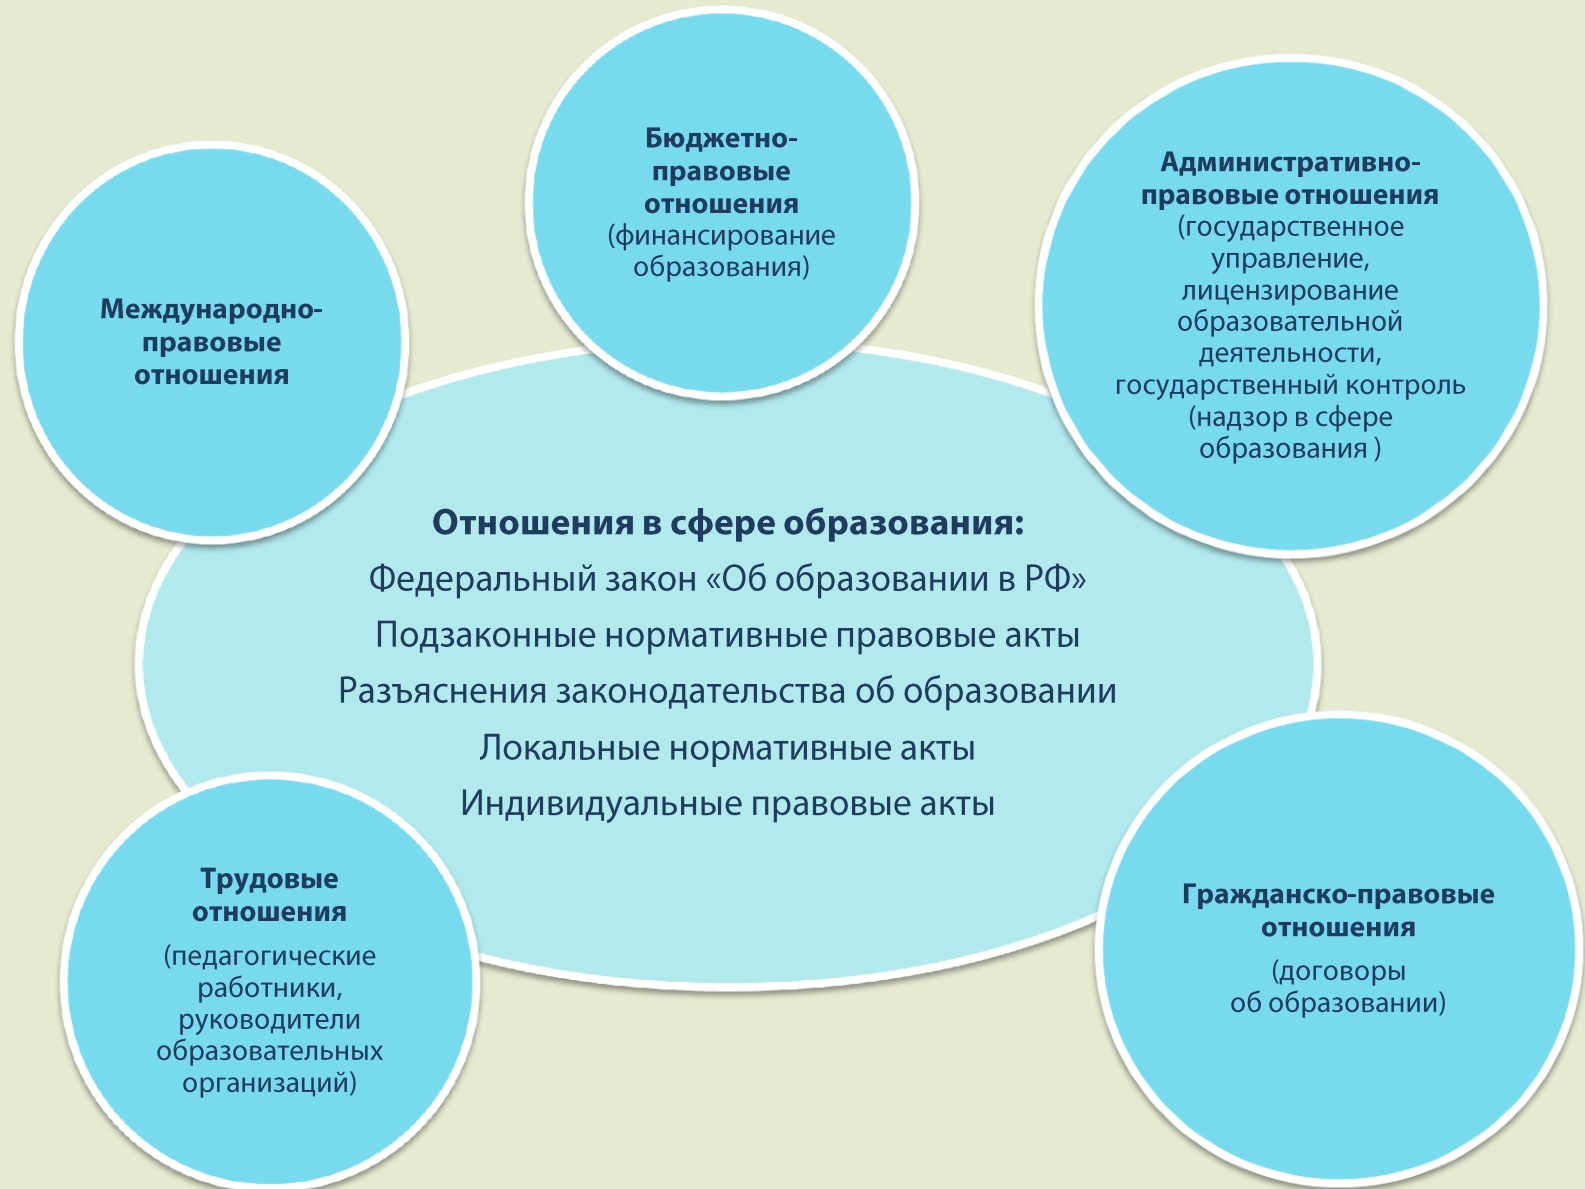 Бюджетно-
правовые
отношения
(финансирование
образования)
Административно-
правовые отношения
(государственное
управление,
лицензирование
образовательной
деятельности,
государственный контроль
(надзор в сфере
образования )
Международно-
правовые
отношения
Отношения в сфере образования:
Федеральный закон «Об образовании в РФ»
Подзаконные нормативные правовые акты
Разъяснения законодательства об образовании
Локальные нормативные акты
Индивидуальные правовые акты
Трудовые
отношения
(педагогические
работники,
руководители
образовательных
организаций)
Гражданско-правовые
отношения
(договоры
об образовании)